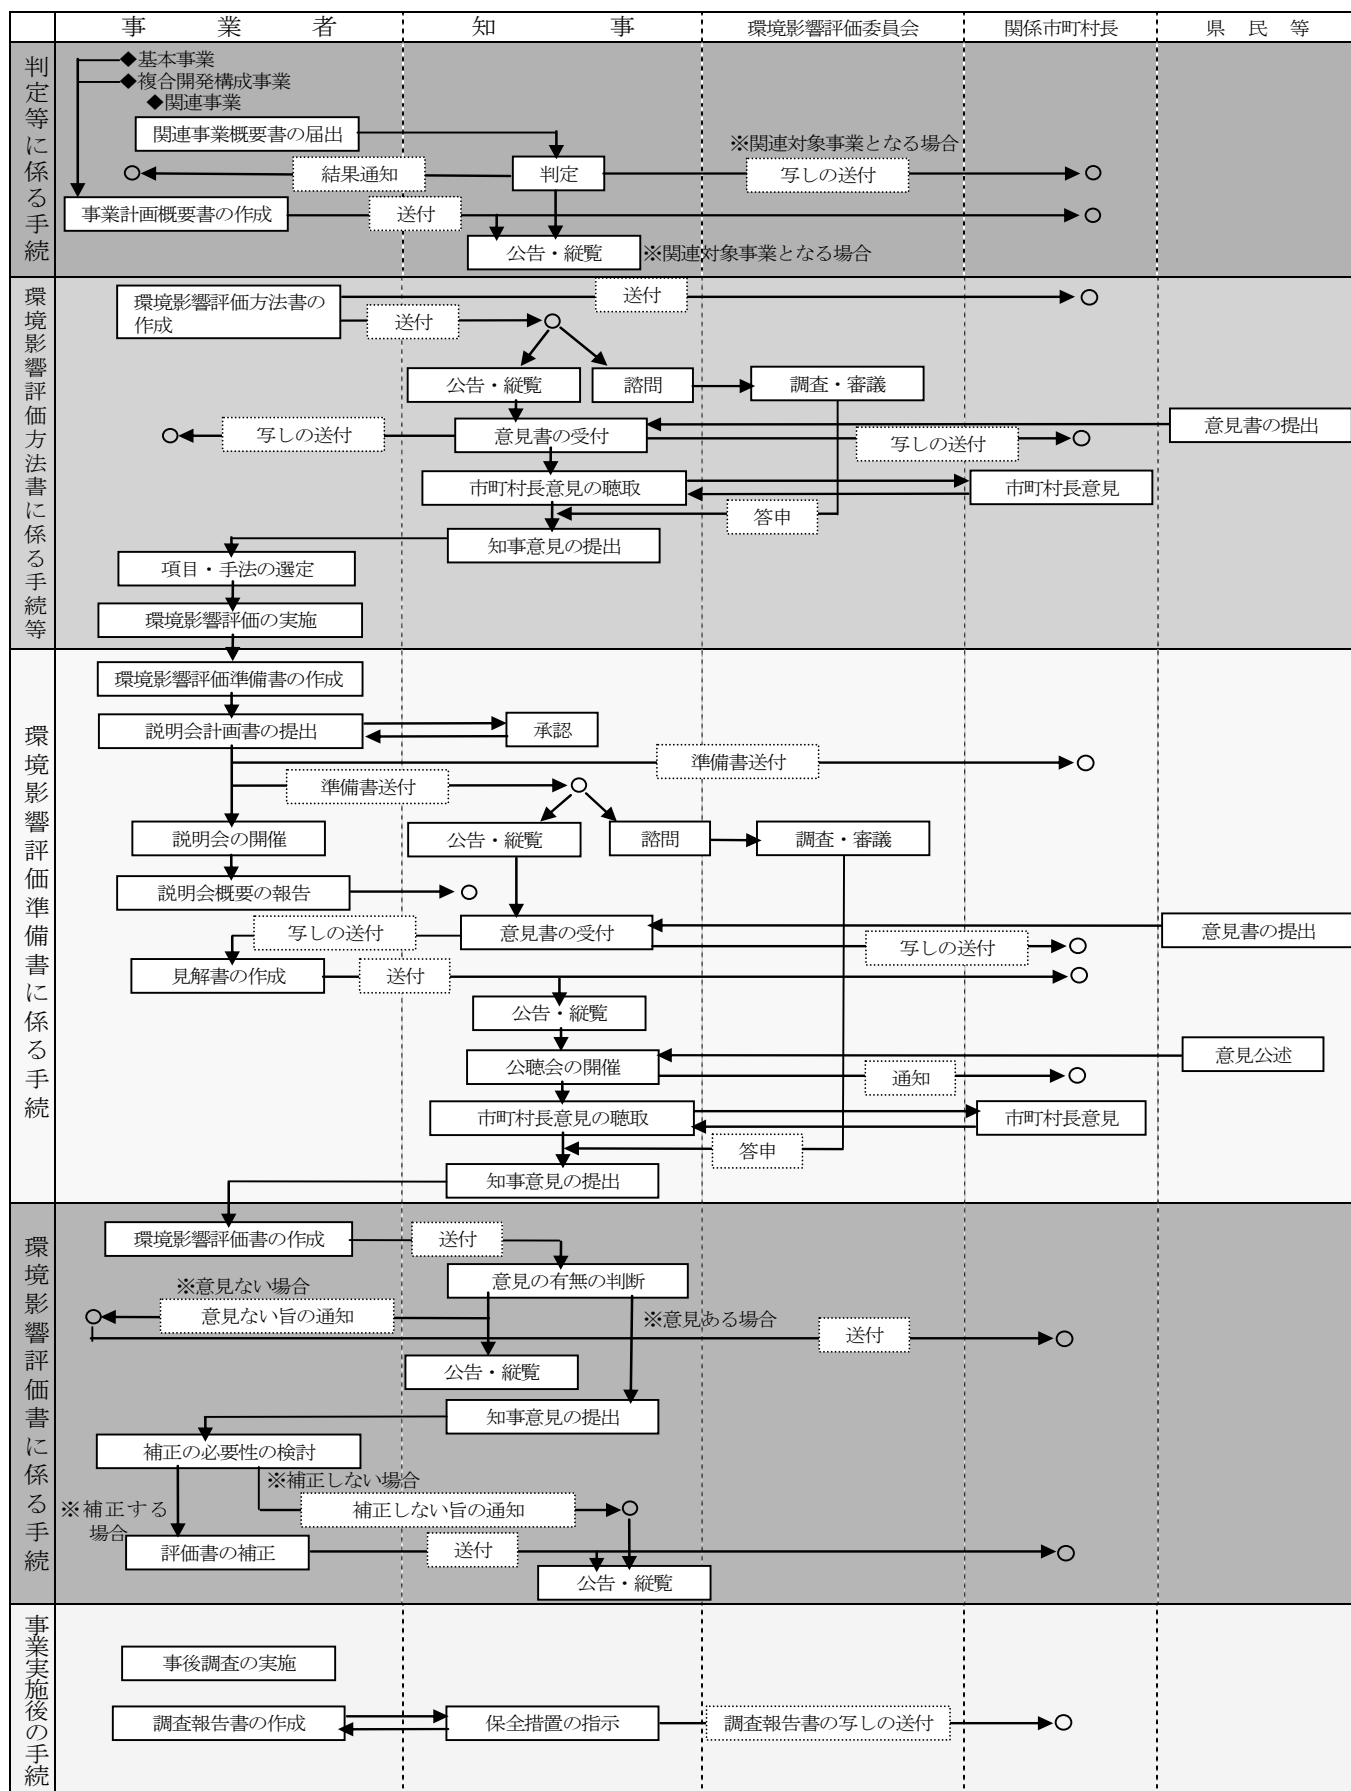 事業者
知事
環境影響評価委員会
関係市町村長
県民等
判定等に係る手続
◆基本事業
◆複合開発構成事業
◆関連事業
関連事業概要書の届出
※関連対象事業となる場合
結果通知
判定
写しの送付
事業計画概要書の作成
送付
公告・縦覧
※関連対象事業となる場合
環境影響評価方法書に係る手続等
環境影響評価方法書の
作成
送付
送付
公告・縦覧
諮問
調査・審議
写しの送付
意見書の受付
意見書の提出
写しの送付
市町村長意見の聴取
市町村長意見
答申
知事意見の提出
項目・手法の選定
環境影響評価の実施
環境影響評価準備書に係る手続
環境影響評価準備書の作成
説明会計画書の提出
承認
準備書送付
準備書送付
説明会の開催
公告・縦覧
諮問
調査・審議
説明会概要の報告
写しの送付
意見書の受付
意見書の提出
写しの送付
見解書の作成
送付
公告・縦覧
公聴会の開催
意見公述
通知
市町村長意見の聴取
市町村長意見
答申
知事意見の提出
環境影響評価書に係る手続
環境影響評価書の作成
送付
意見の有無の判断
※意見ない場合
意見ない旨の通知
※意見ある場合
送付
公告・縦覧
知事意見の提出
補正の必要性の検討
※補正しない場合
補正しない旨の通知
※補正する
場合
評価書の補正
送付
公告・縦覧
事業実施後の手続
事後調査の実施
調査報告書の作成
保全措置の指示
調査報告書の写しの送付